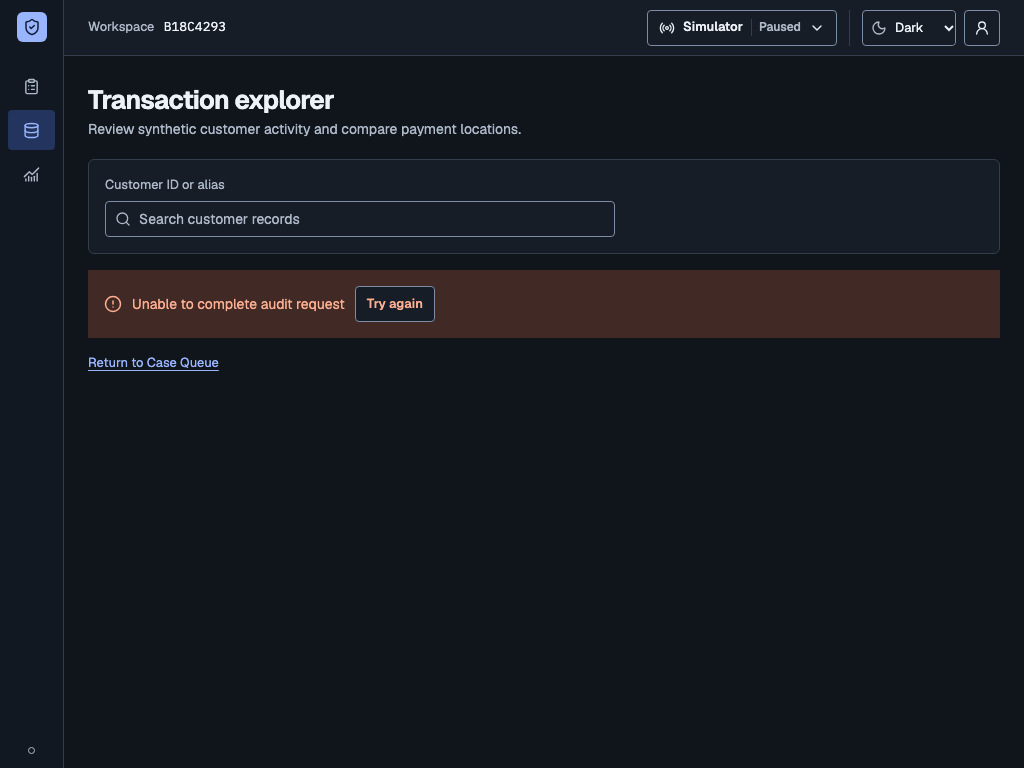 Workspace B18C4293
Simulator Paused
Dark
Transaction explorer
Review synthetic customer activity and compare payment locations.
Customer ID or alias
Search customer records
Unable to complete audit request
Try again
Return to Case Queue